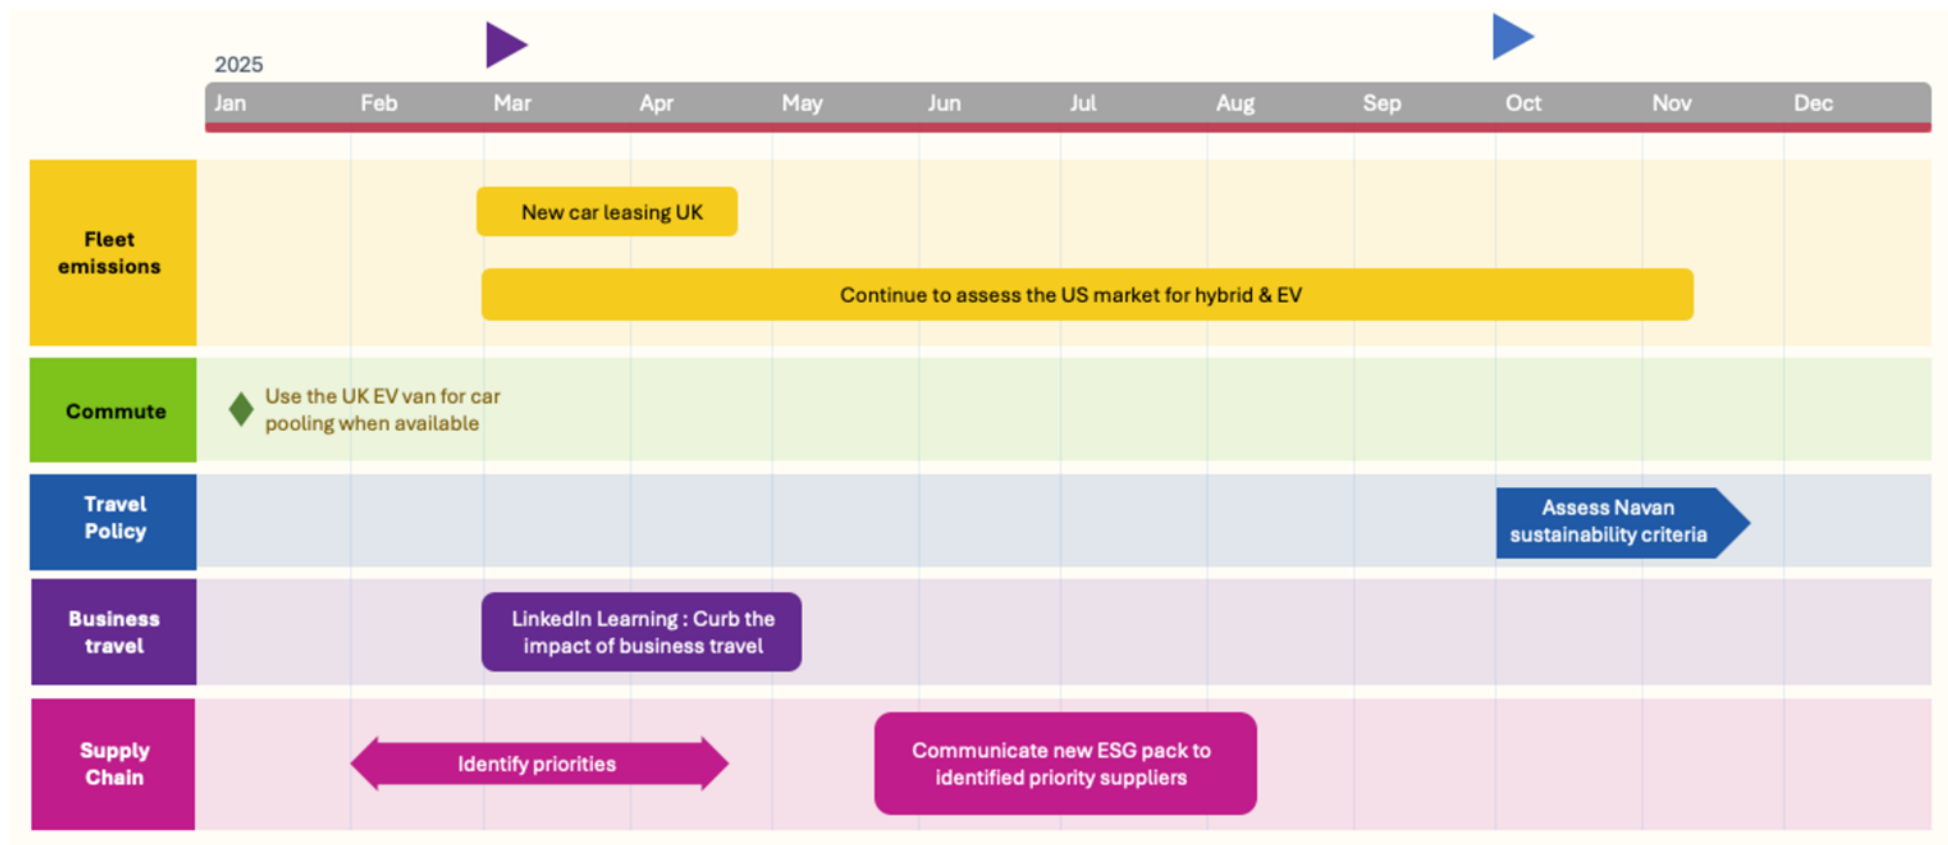 2025
Jan Feb Mar Apr May Jun Jul Aug Sep Oct Nov Dec
Fleet
emissions
New car leasing UK
Continue to assess the US market for hybrid & EV
Commute
Use the UK EV van for car
pooling when available
Travel
Policy
Assess Navan
sustainability criteria
Business
travel
LinkedIn Learning : Curb the
impact of business travel
Supply
Chain
Identify priorities
Communicate new ESG pack to
identified priority suppliers